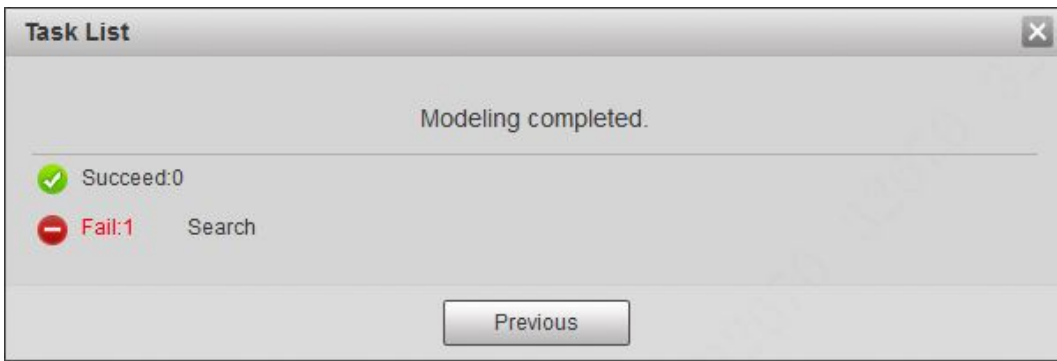 Task List
Modeling completed.
Succeed:0
Fail:1 Search
Previous